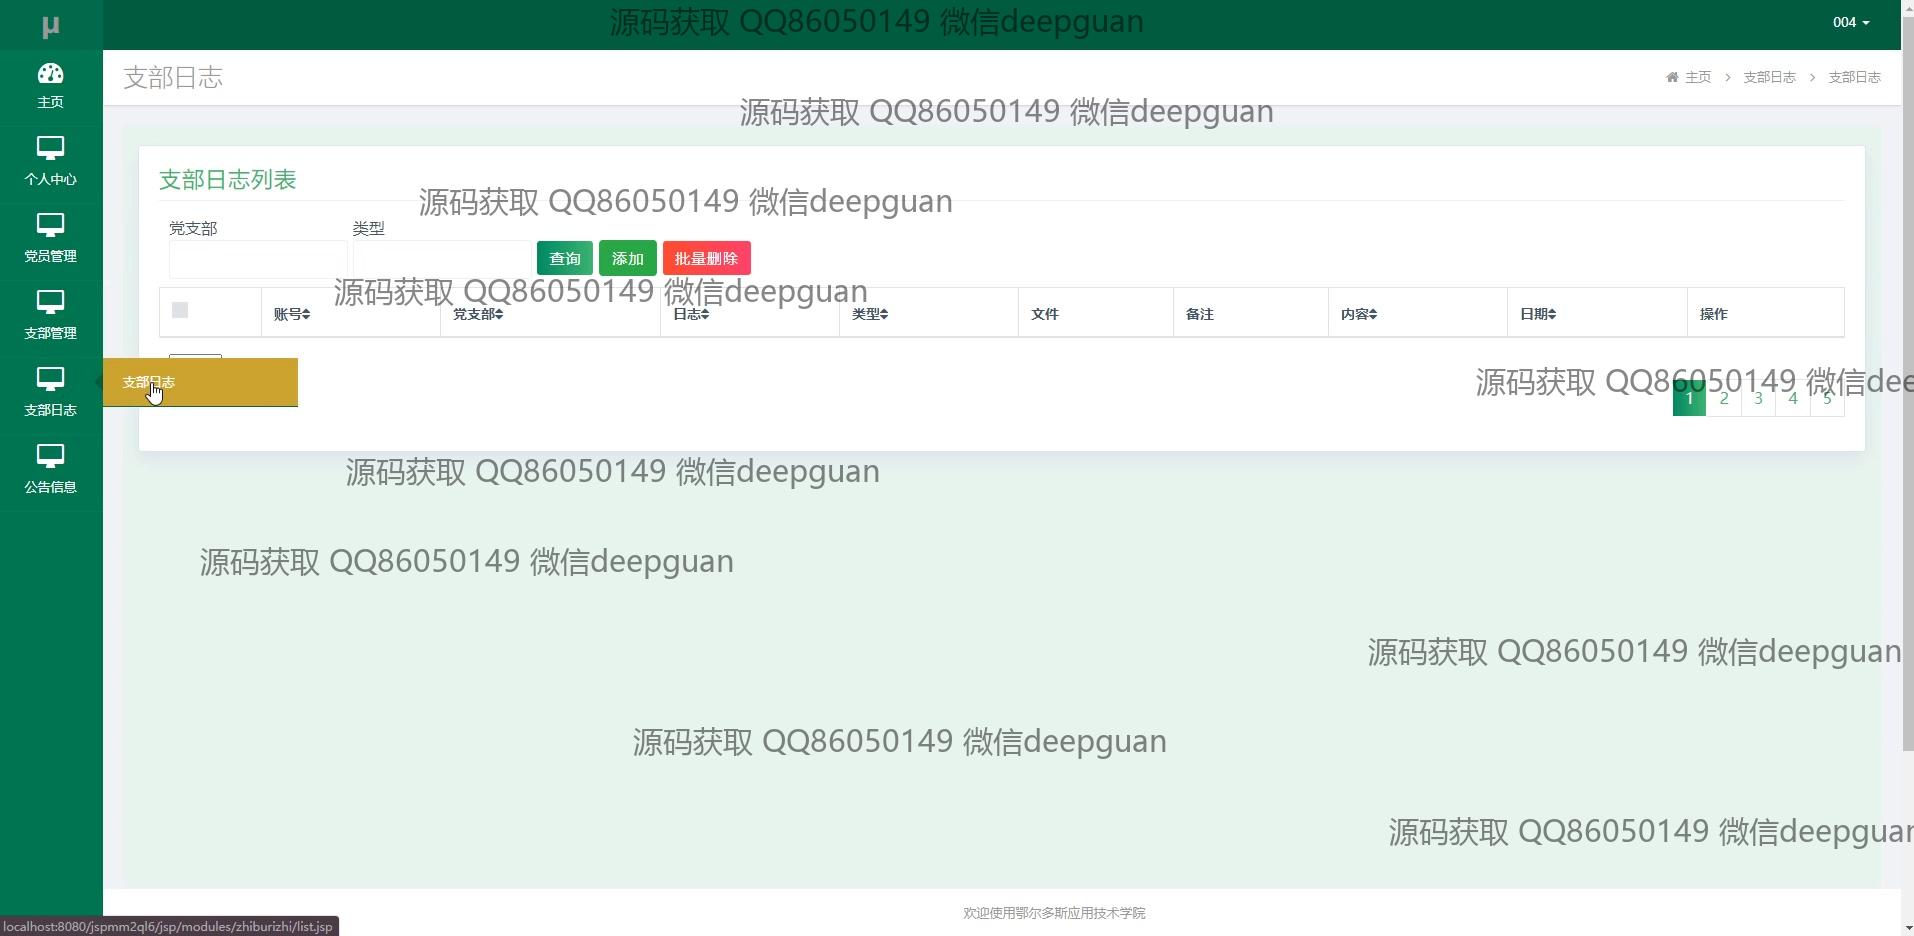 μ
源码获取 QQ86050149 微信deepguan
004
支部日志
主页 > 支部日志 > 支部日志
主页
个人中心
党员管理
支部管理
支部日志
公告信息
支部日志
源码获取 QQ86050149 微信deepguan
支部日志列表
源码获取 QQ86050149 微信deepguan
党支部
类型
查询
添加
批量删除
源码获取 QQ86050149 微信deepguan
账号
党支部
日志
类型
文件
备注
内容
日期
操作
源码获取 QQ86050149 微信dee
1 2 3 4 5
源码获取 QQ86050149 微信deepguan
源码获取 QQ86050149 微信deepguan
源码获取 QQ86050149 微信deepguan
源码获取 QQ86050149 微信deepguan
源码获取 QQ86050149 微信deepguan
欢迎使用鄂尔多斯应用技术学院
localhost:8080/jspmm2ql6/jsp/modules/zhiburizhi/list.jsp